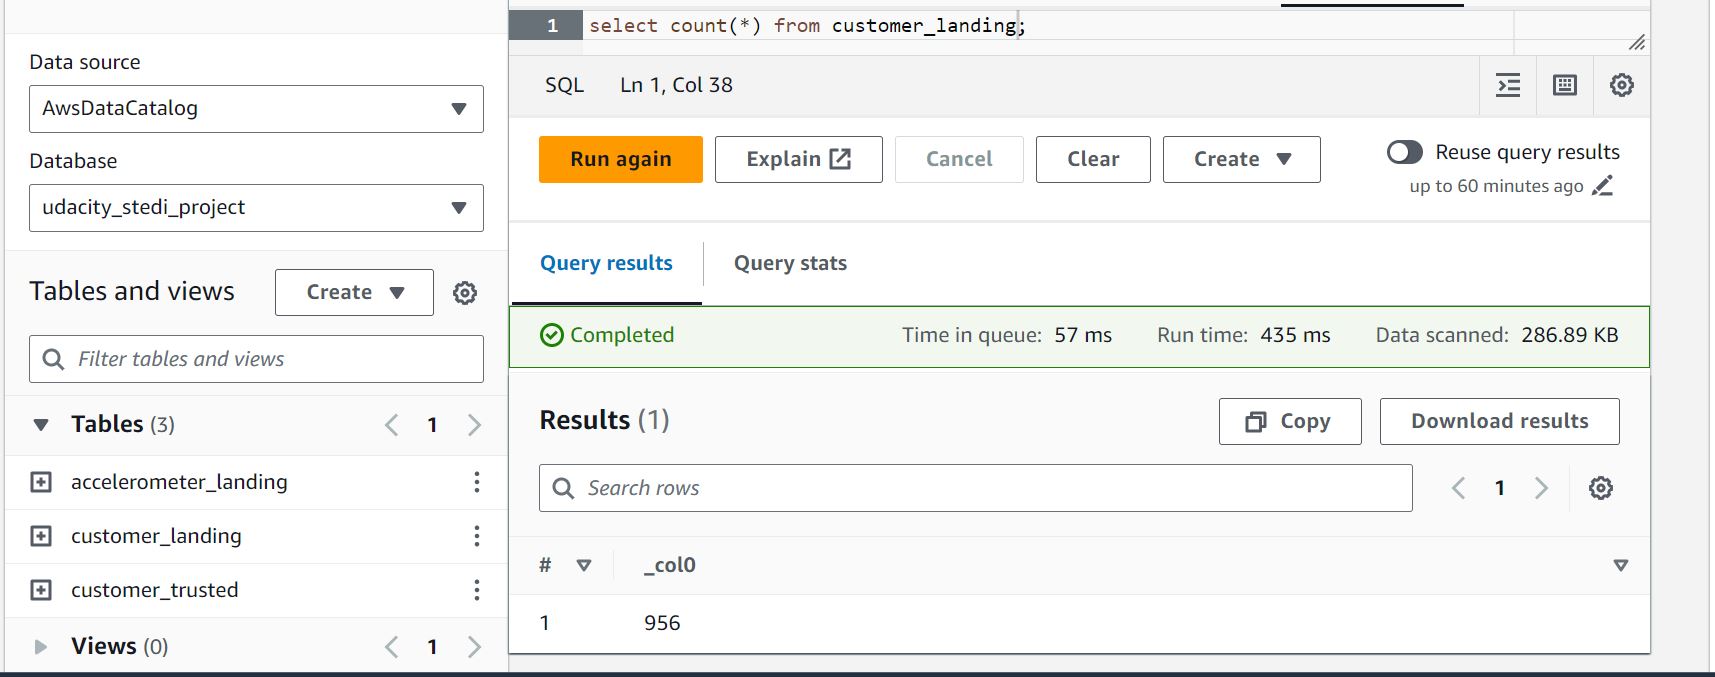 Data source
AwsDataCatalog
Database
udacity_stedi_project
Tables and views
Create
Filter tables and views
Tables (3)
1
accelerometer_landing
customer_landing
customer_trusted
Views (0)
1
1 select count(*) from customer_landing;
SQL Ln 1, Col 38
Run again Explain Cancel Clear Create
Reuse query results
up to 60 minutes ago
Query results Query stats
Completed Time in queue: 57 ms Run time: 435 ms Data scanned: 286.89 KB
Results (1)
Copy Download results
Search rows
1
# _col0
1 956